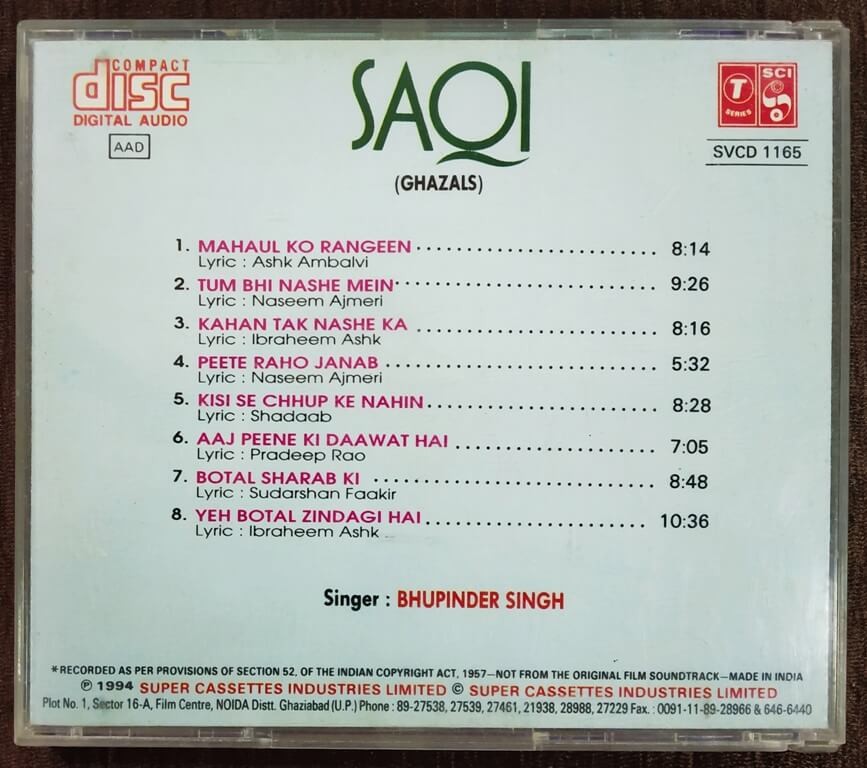 COMPACT
disc
DIGITAL AUDIO
AAD
SAQI
(GHAZALS)
T
SERIES
SCI
SVCD 1165
1. MAHAUL KO RANGEEN 8:14
Lyric : Ashk Ambalvi
2. TUM BHI NASHE MEIN 9:26
Lyric : Naseem Ajmeri
3. KAHAN TAK NASHE KA 8:16
Lyric : Ibraheem Ashk
4. PEETE RAHO JANAB 5:32
Lyric : Naseem Ajmeri
5. KISI SE CHHUP KE NAHIN 8:28
Lyric : Shadaab
6. AAJ PEENE KI DAAWAT HAI 7:05
Lyric : Pradeep Rao
7. BOTAL SHARAB KI 8:48
Lyric : Sudarshan Faakir
8. YEH BOTAL ZINDAGI HAI 10:36
Lyric : Ibraheem Ashk
Singer : BHUPINDER SINGH
*RECORDED AS PER PROVISIONS OF SECTION 52, OF THE INDIAN COPYRIGHT ACT, 1957—NOT FROM THE ORIGINAL FILM SOUNDTRACK—MADE IN INDIA
℗ 1994 SUPER CASSETTES INDUSTRIES LIMITED © SUPER CASSETTES INDUSTRIES LIMITED
Plot No. 1, Sector 16-A, Film Centre, NOIDA Distt. Ghaziabad (U.P.) Phone : 89-27538, 27539, 27461, 21938, 28988, 27229 Fax. : 0091-11-89-28966 & 646-6440